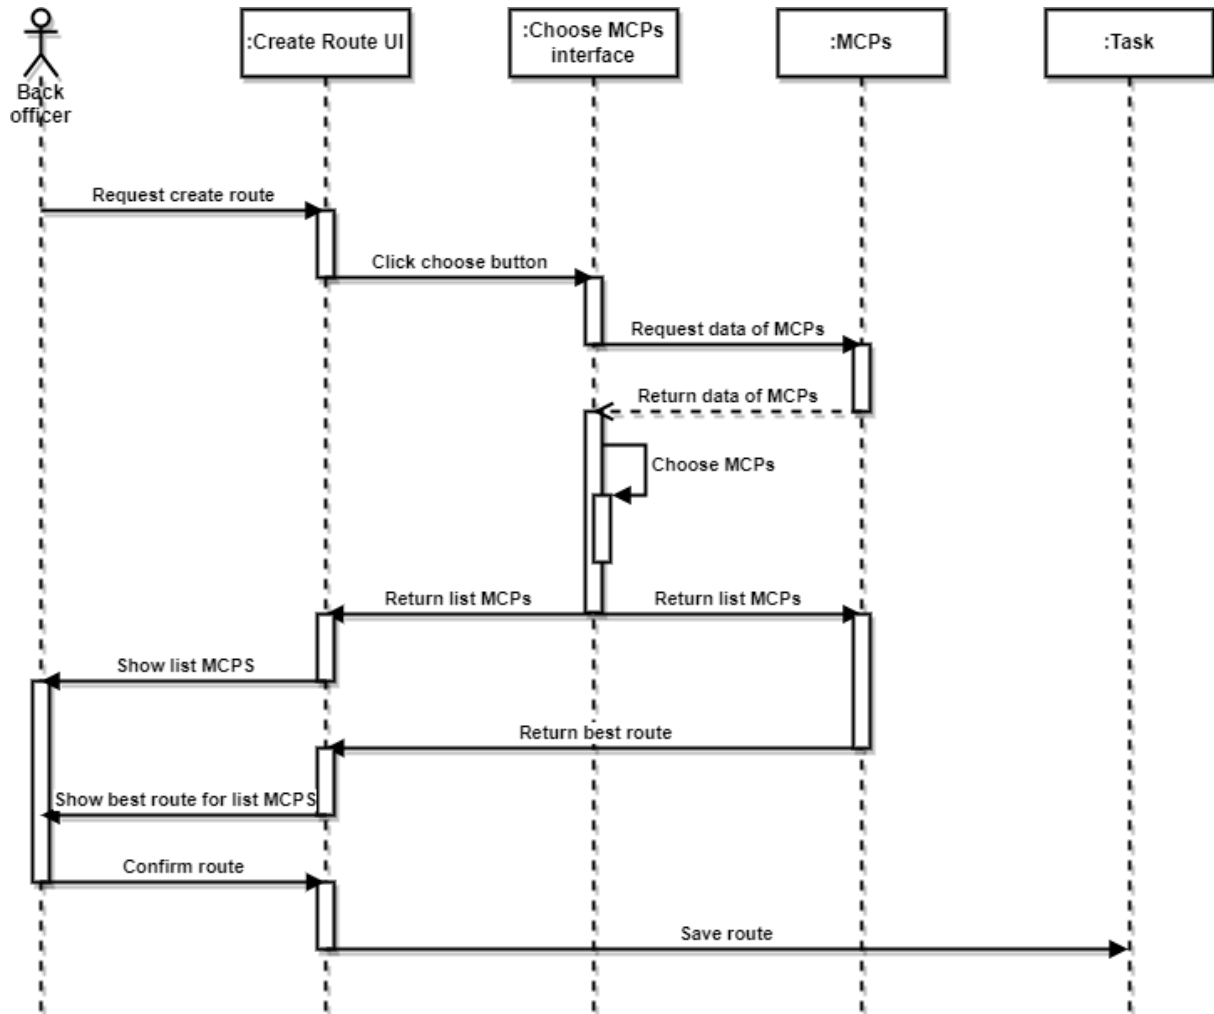 Back
officer
:Create Route UI
:Choose MCPs
interface
:MCPs
:Task
Request create route
Click choose button
Request data of MCPs
Return data of MCPs
Choose MCPs
Return list MCPs
Return list MCPs
Show list MCPS
Return best route
Show best route for list MCPS
Confirm route
Save route